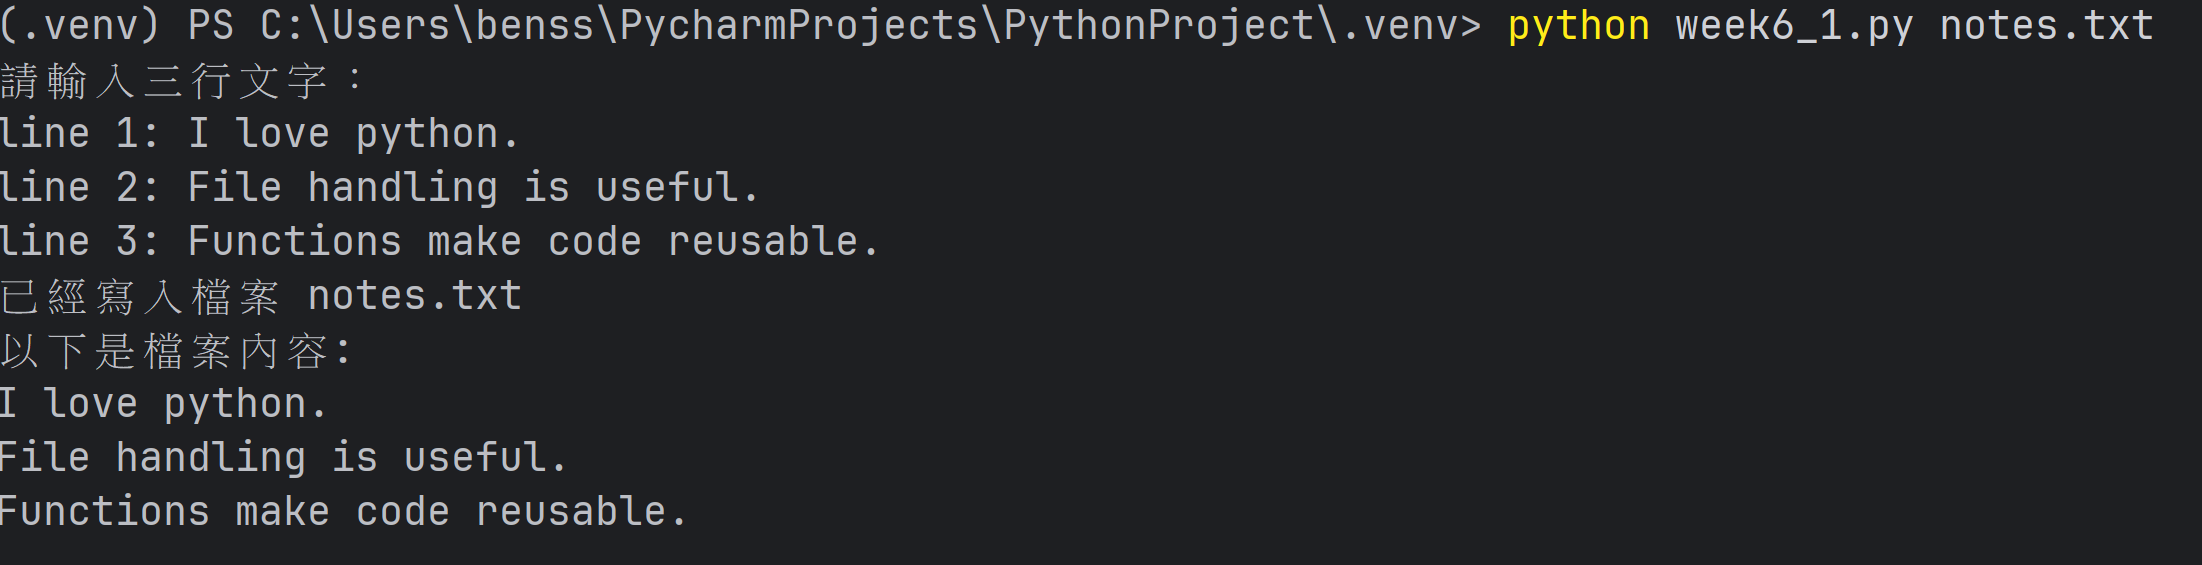 (.venv) PS C:\Users\benss\PycharmProjects\PythonProject\.venv> python week6_1.py notes.txt
請輸入三行文字：
line 1: I love python.
line 2: File handling is useful.
line 3: Functions make code reusable.
已經寫入檔案 notes.txt
以下是檔案內容:
I love python.
File handling is useful.
Functions make code reusable.